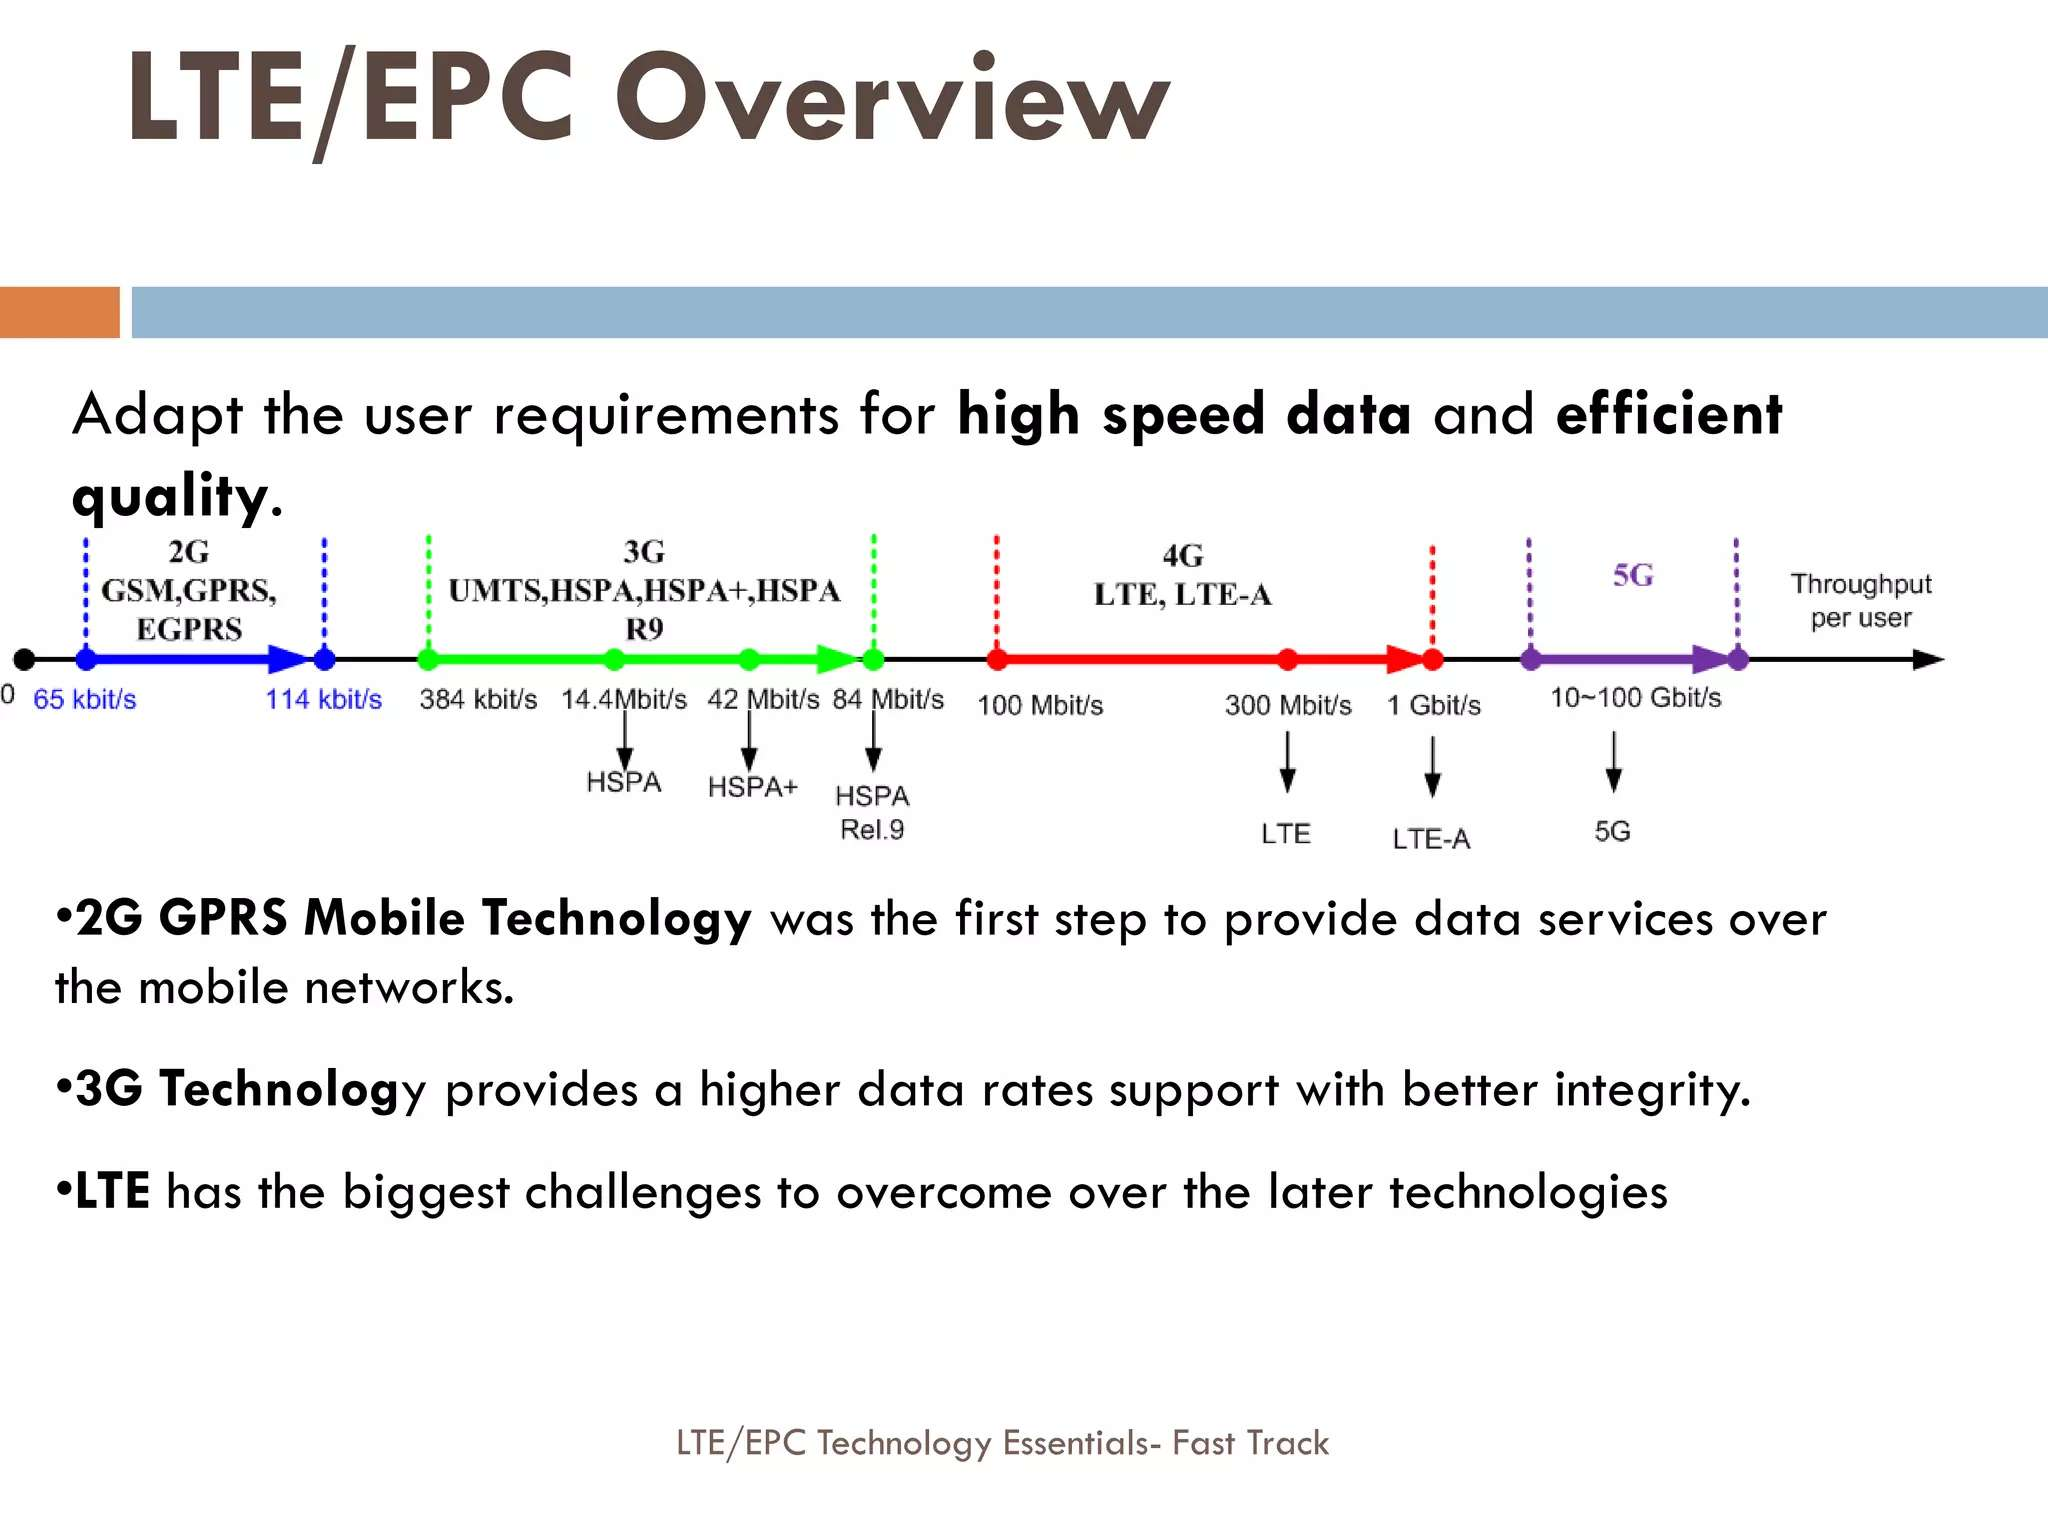 LTE/EPC Overview
Adapt the user requirements for high speed data and efficient
quality.
2G
GSM,GPRS,
EGPRS
3G
UMTS,HSPA,HSPA+,HSPA
R9
4G
LTE, LTE-A
5G
Throughput
per user
0 65 kbit/s 114 kbit/s 384 kbit/s 14.4Mbit/s 42 Mbit/s 84 Mbit/s 100 Mbit/s 300 Mbit/s 1 Gbit/s 10~100 Gbit/s
HSPA
HSPA+
HSPA
Rel.9
LTE
LTE-A
5G
•2G GPRS Mobile Technology was the first step to provide data services over
the mobile networks.
•3G Technology provides a higher data rates support with better integrity.
•LTE has the biggest challenges to overcome over the later technologies
LTE/EPC Technology Essentials- Fast Track